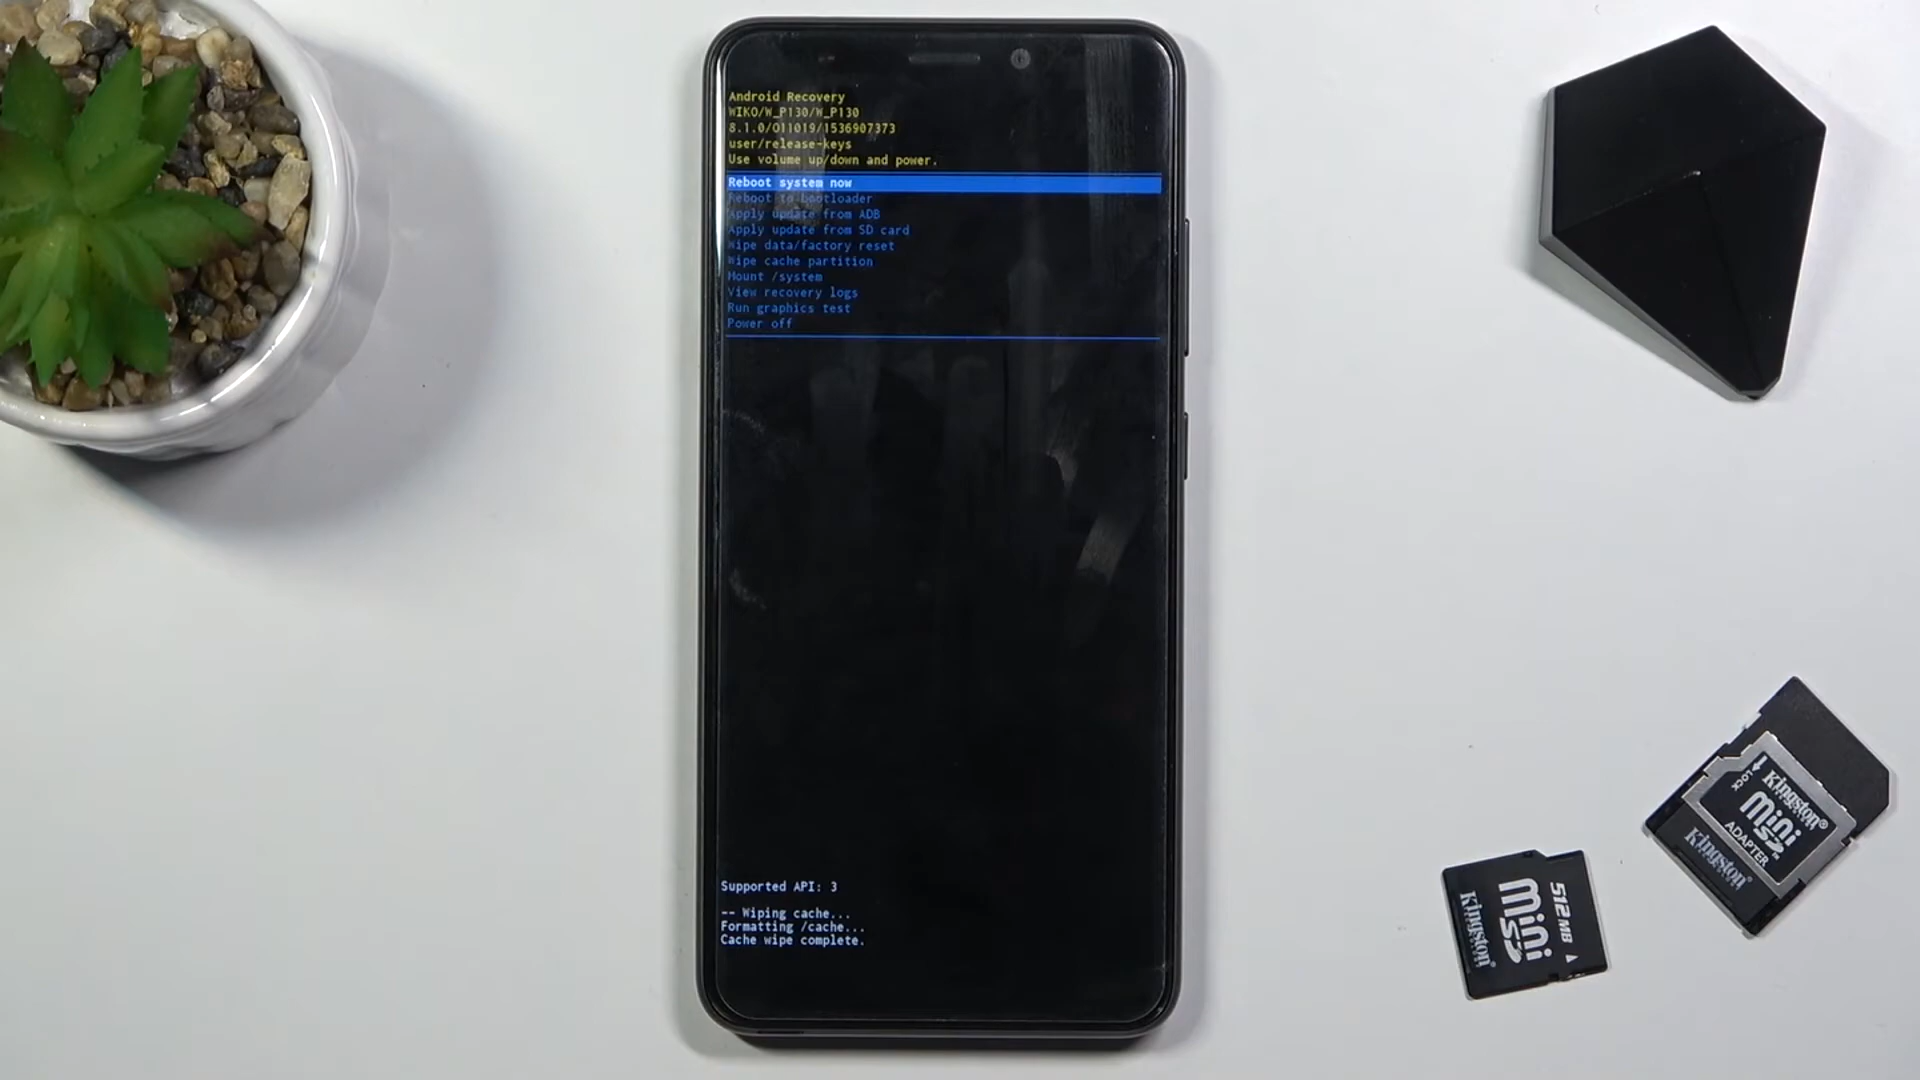 Android Recovery
WIKO/W_P130/W_P130
8.1.0/O11019/1536907373
user/release-keys
Use volume up/down and power.
Reboot system now
Reboot to bootloader
Apply update from ADB
Apply update from SD card
Wipe data/factory reset
Wipe cache partition
Mount /system
View recovery logs
Run graphics test
Power off
Supported API: 3
-- Wiping cache...
Formatting /cache...
Cache wipe complete.
LOCK
Kingston®
mini
SD™
ADAPTER
Kingston®
512 MB
mini
SD
Kingston